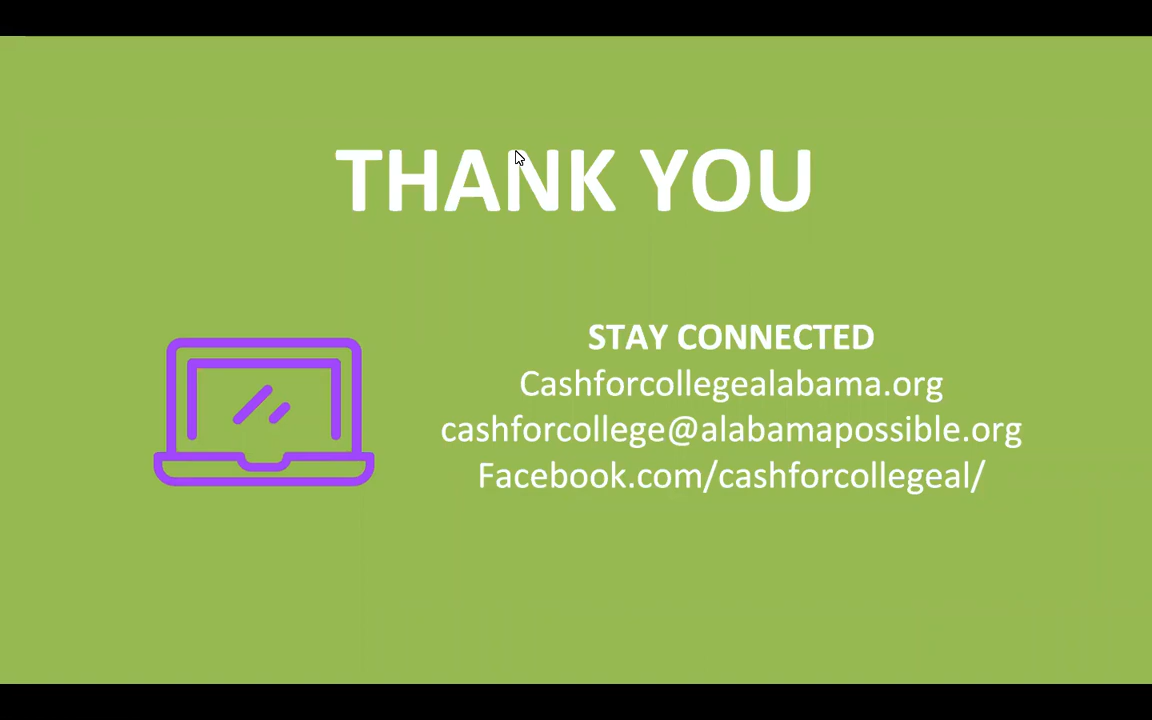 THANK YOU
STAY CONNECTED
Cashforcollegealabama.org
cashforcollege@alabamapossible.org
Facebook.com/cashforcollegeal/